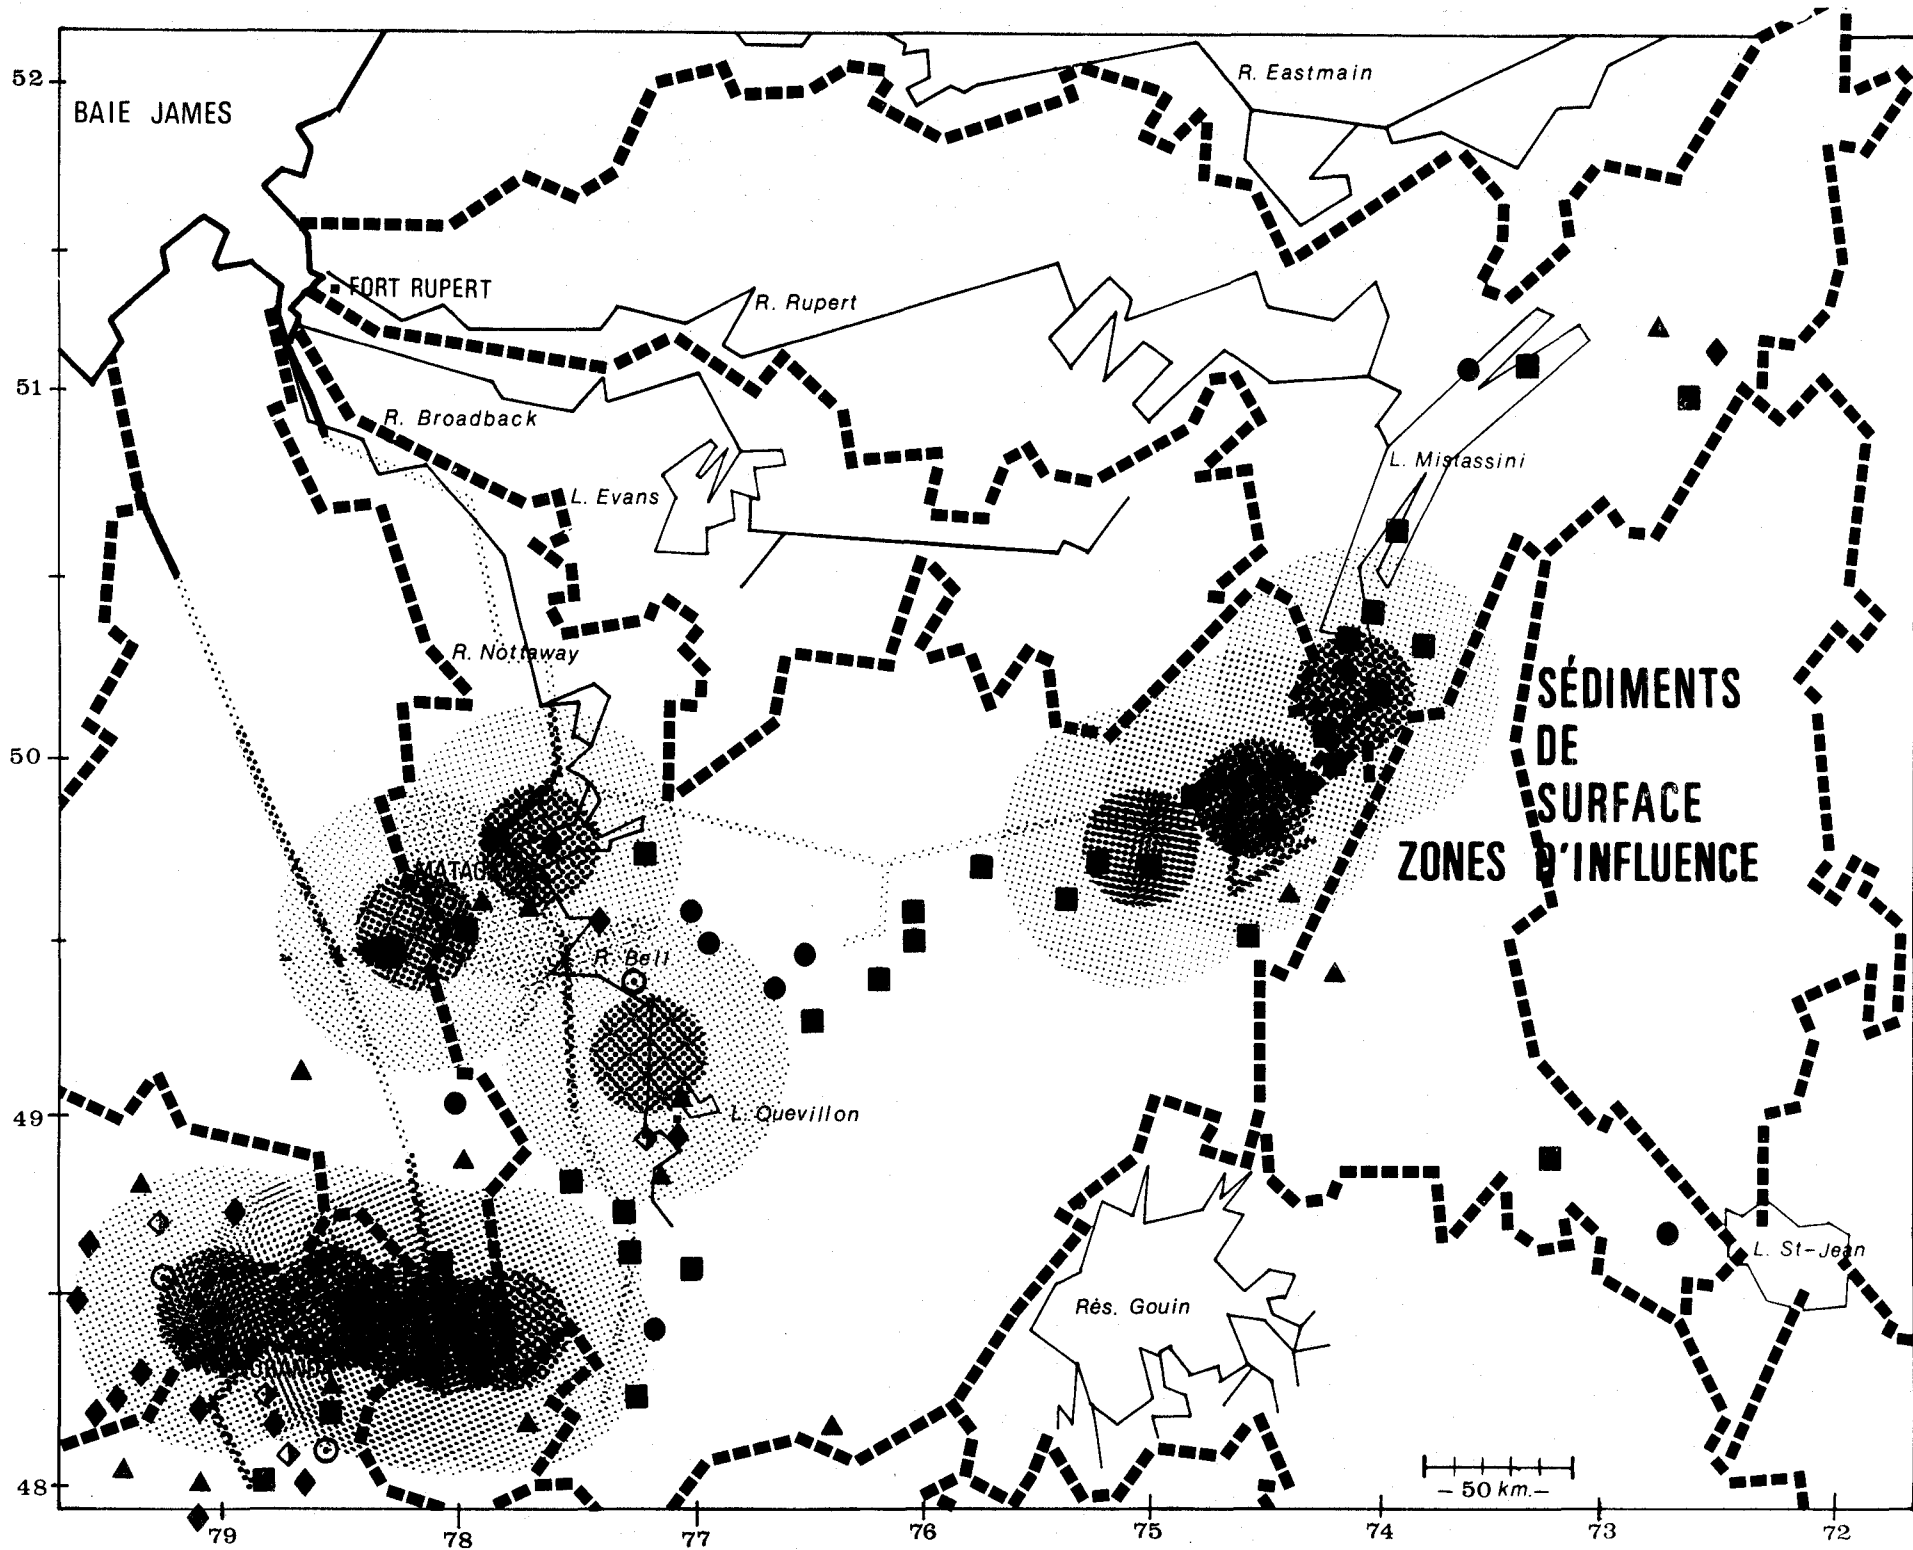 52
R. Eastmain
BAIE JAMES
FORT RUPERT
R. Rupert
51
R. Broadback
L. Mistassini
L. Evans
R. Nottaway
SÉDIMENTS
DE
50
SURFACE
ZONES D'INFLUENCE
R. Bell
49
L. Quevillon
L. St-Jean
Rés. Gouin
48
- 50 km. -
79
78
77
76
75
74
73
72